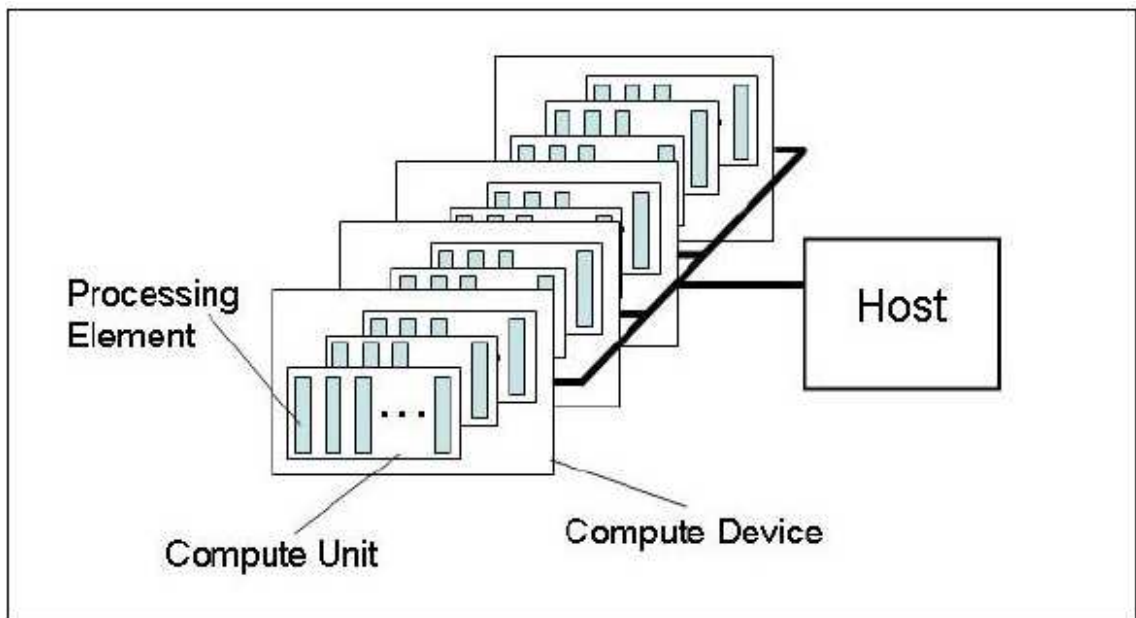 Processing
Element
Host
...
Compute Device
Compute Unit